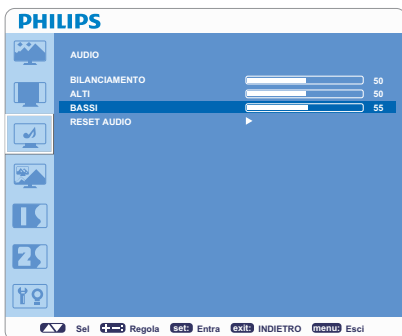 PHILIPS
AUDIO
BILANCIAMENTO 50
ALTI 50
BASSI 55
RESET AUDIO
Sel Regola set: Entra exit: INDIETRO menu: Esci